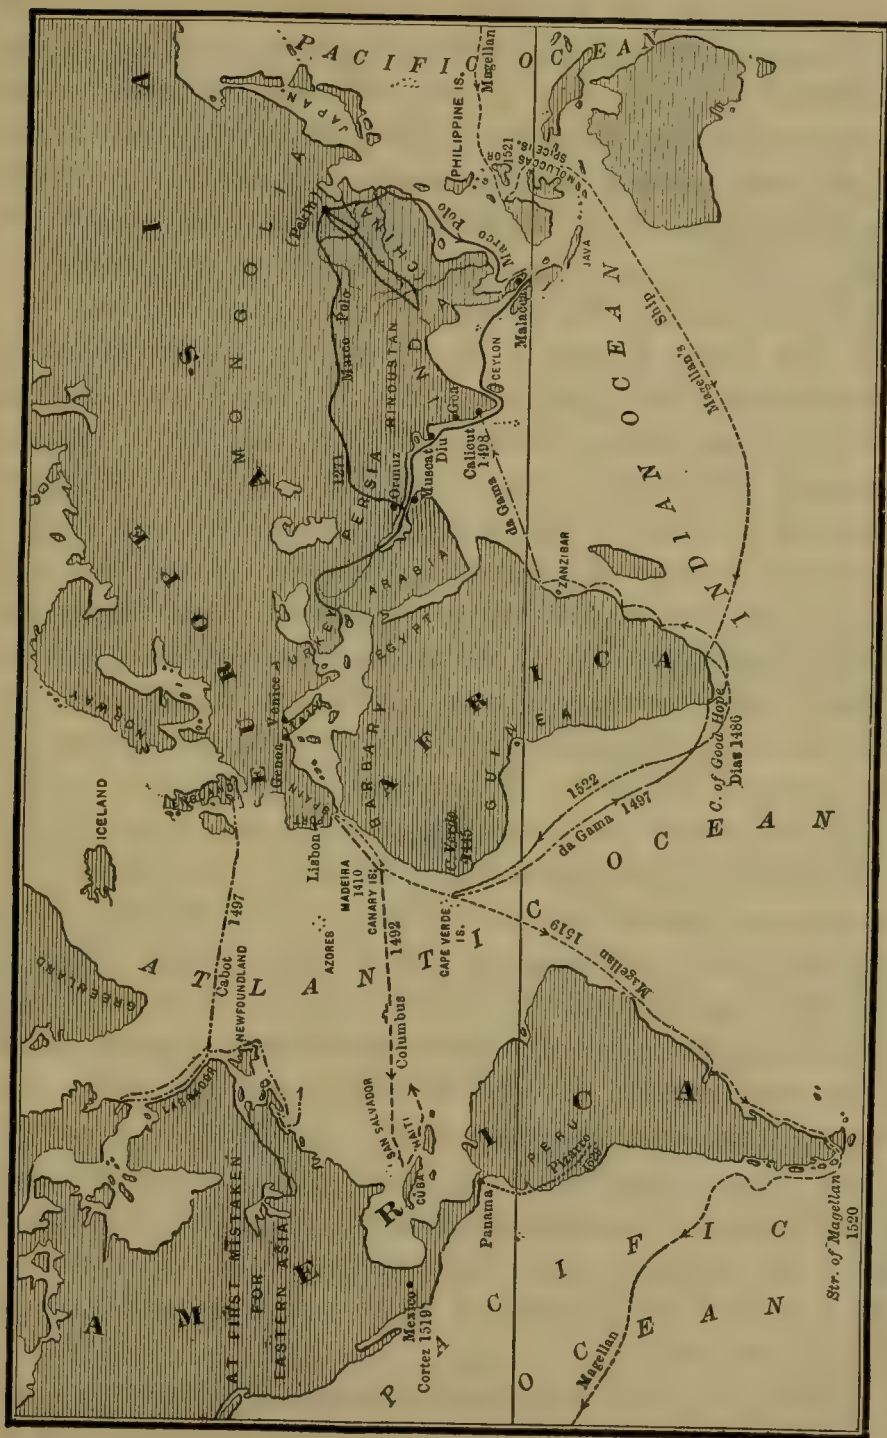 PACIFIC OCEAN
Magellan
JAPAN
PHILIPPINE IS.
1521
MOLUCCAS
OR
SPICE IS.
ASIA
MONGOLIA
(Pekin)
CHINA
Marco Polo
Marco Polo
1271
HINDUSTAN
INDIA
PERSIA
Ormuz
Muscat
Diu
Goa
Calicut
1498
CEYLON
Malacca
JAVA
Magellan's Ship
INDIAN OCEAN
da Gama
ZANZIBAR
ARABIA
EGYPT
EUROPE
NORWAY
ENGLAND
Venice
Genoa
ITALY
SPAIN
Lisbon
BARBARY
AFRICA
GUINEA
C. Verde
1445
C. of Good Hope
Dias 1486
1522
da Gama 1497
ICELAND
GREENLAND
ATLANTIC OCEAN
Cabot
1497
NEWFOUNDLAND
LABRADOR
AZORES
MADEIRA
1410
CANARY IS.
1492
Columbus
CAPE VERDE
IS.
1519
Magellan
SAN SALVADOR
HAITI
CUBA
AMERICA
AT FIRST MISTAKEN
FOR
EASTERN ASIA
Mexico
Cortez 1519
Panama
PERU
Pizarro
AMERICA
Str. of Magellan
1520
PACIFIC
OCEAN
Magellan